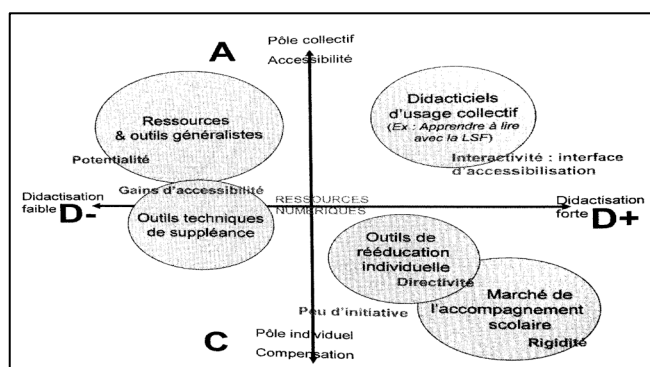 A
Pôle collectif
Accessibilité
Ressources
& outils généralistes
Potentialité
Didacticiels
d'usage collectif
(Ex : Apprendre à lire
avec la LSF)
Interactivité : interface
d'accessibilisation
Gains d'accessibilité
Didactisation
faible
D-
RESSOURCES
NUMÉRIQUES
Didactisation
forte
D+
Outils techniques
de suppléance
Outils de
rééducation
individuelle
Directivité
Marché de
l'accompagnement
scolaire
Rigidité
Peu d'initiative
C
Pôle individuel
Compensation